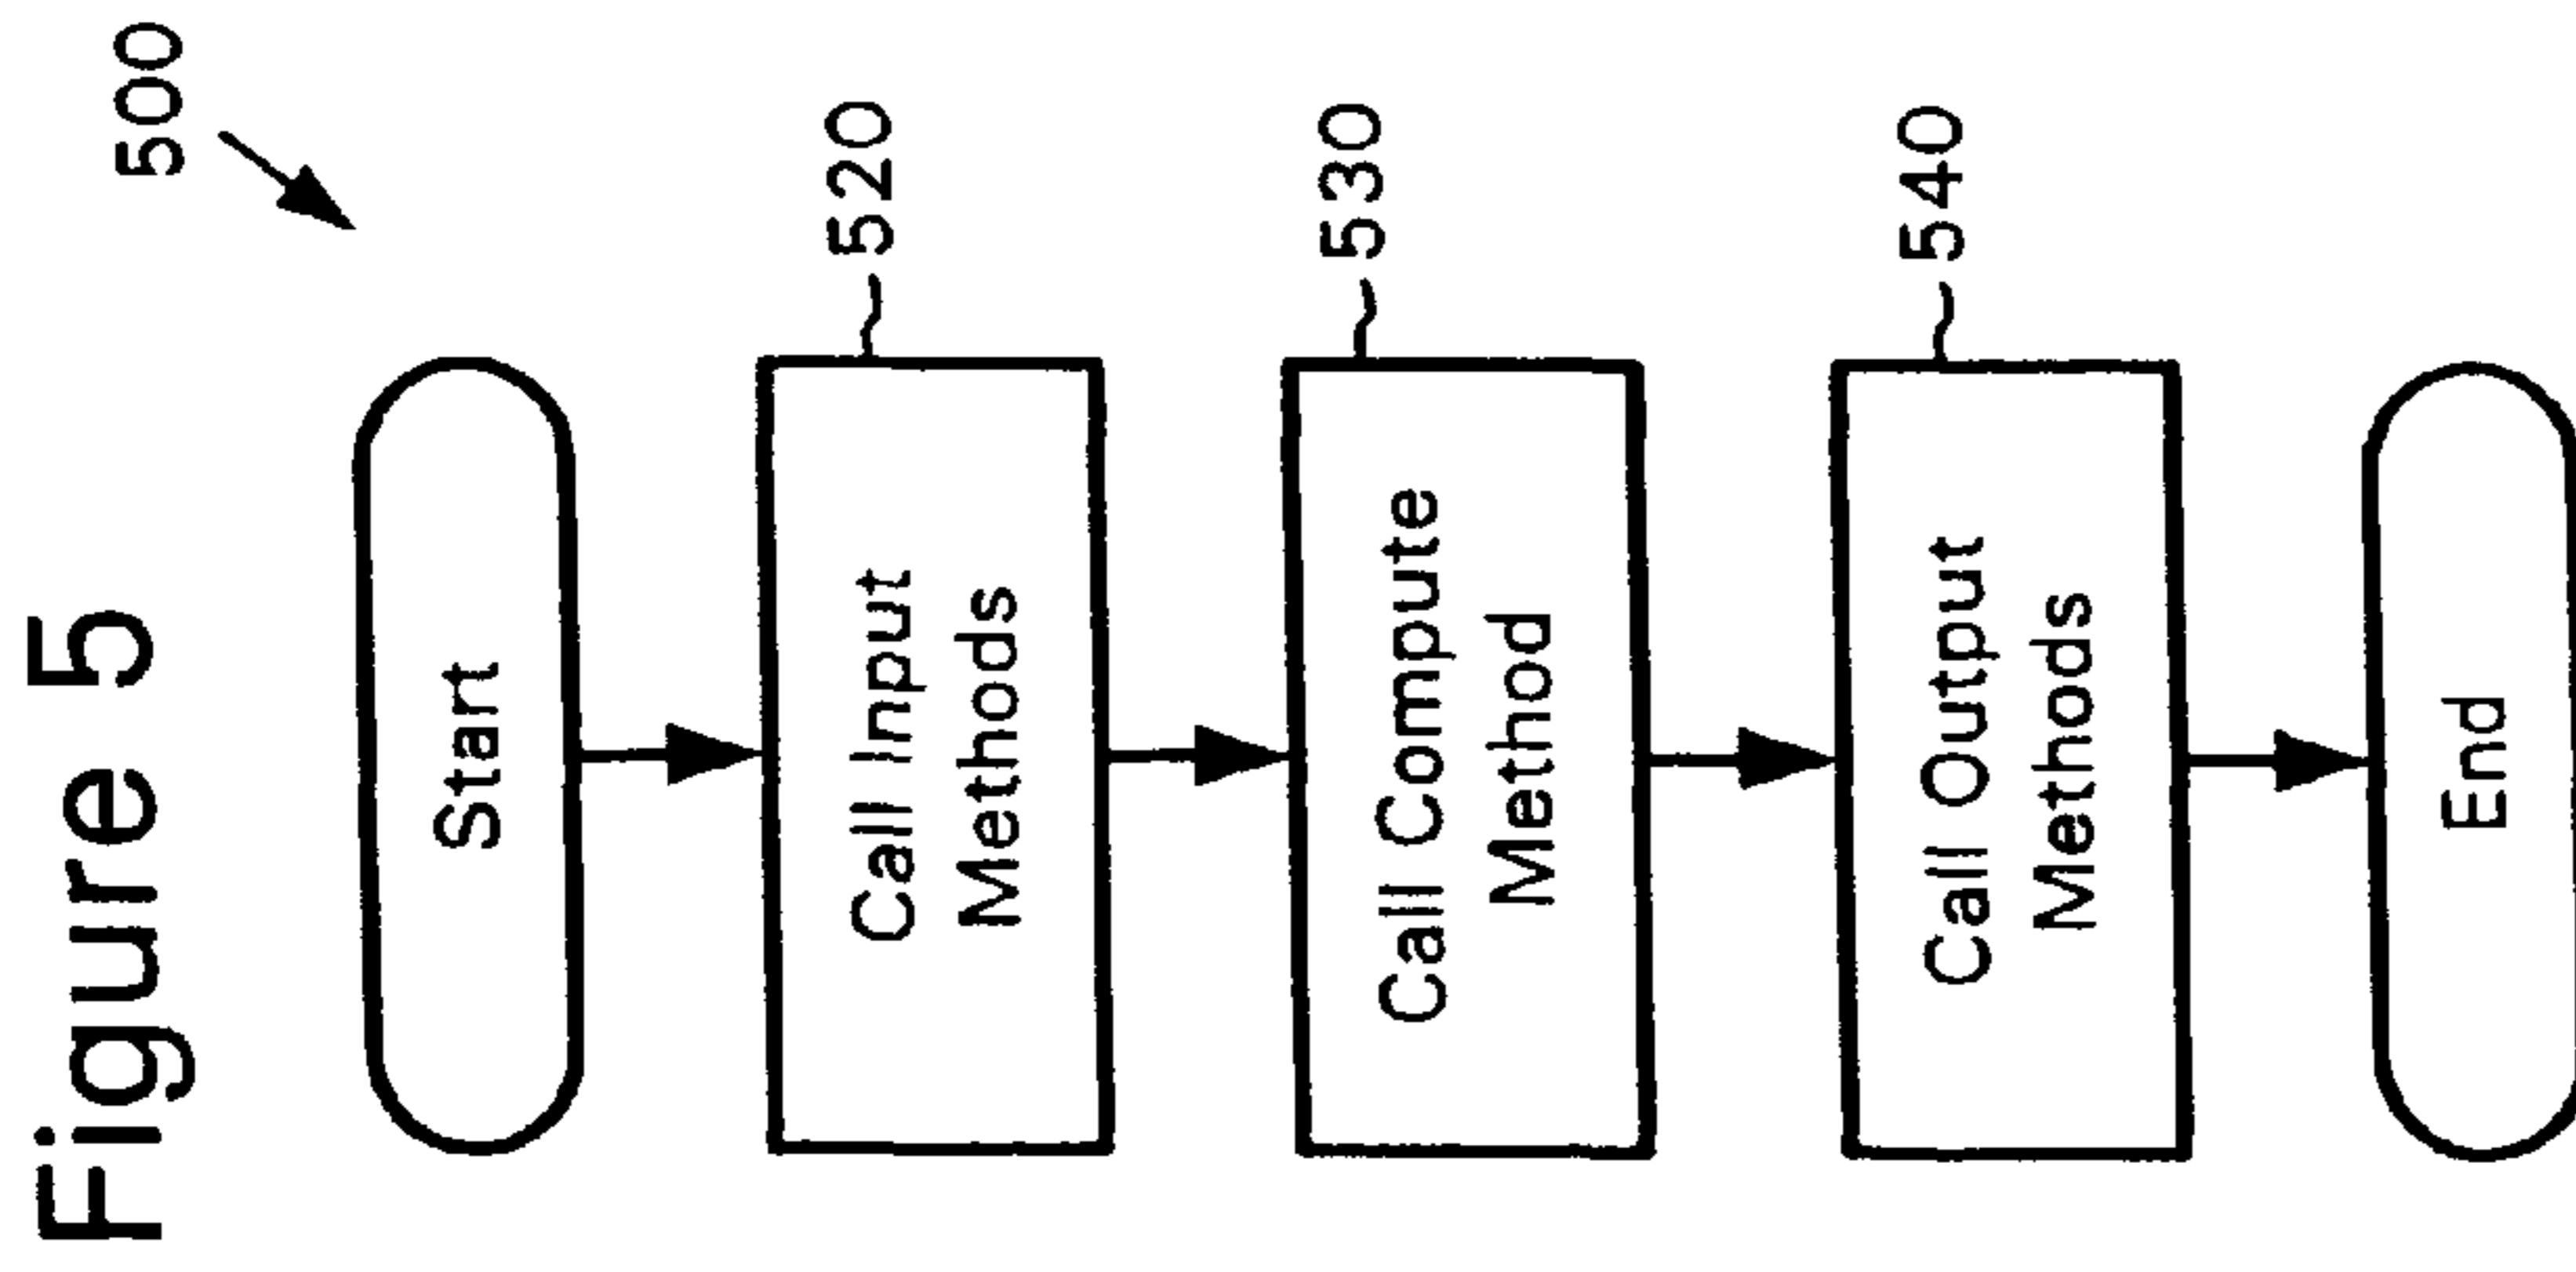 Figure 5
500
Start
Call Input
Methods
520
Call Compute
Method
530
Call Output
Methods
540
End